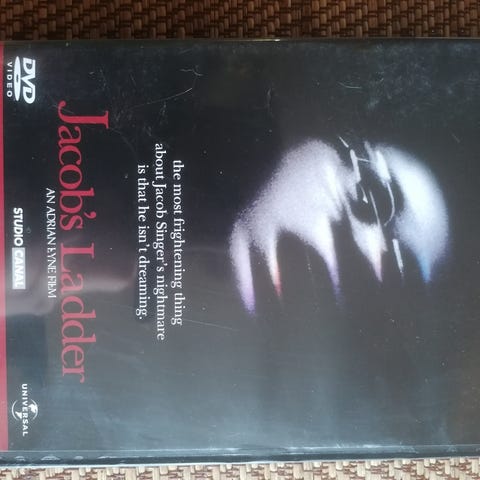 the most frightening thing
about Jacob Singer's nightmare
is that he isn't dreaming.
Jacob's Ladder
AN ADRIAN LYNE FILM
DVD
VIDEO
STUDIO CANAL
UNIVERSAL